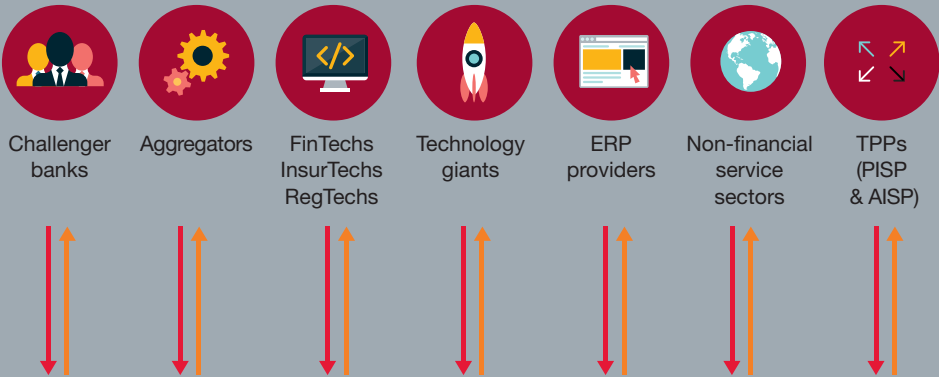 Challenger
banks
Aggregators
FinTechs
InsurTechs
RegTechs
Technology
giants
ERP
providers
Non-financial
service
sectors
TPPs
(PISP
& AISP)